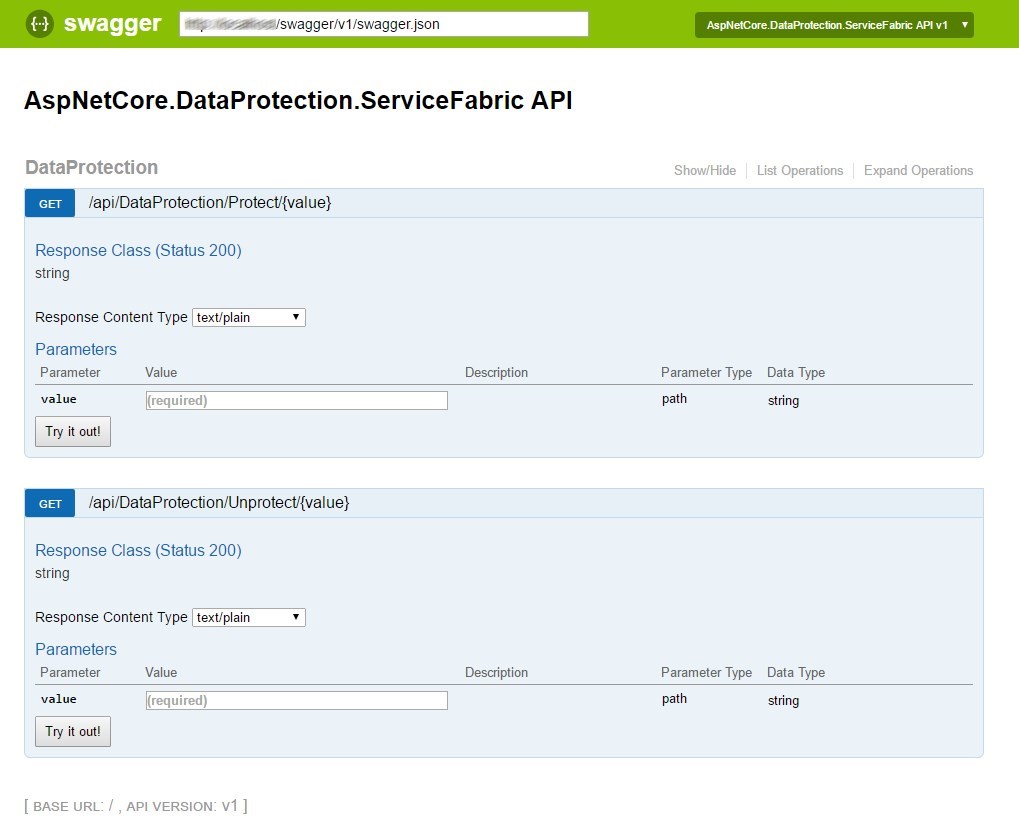 {···} swagger
/swagger/v1/swagger.json
AspNetCore.DataProtection.ServiceFabric API v1
AspNetCore.DataProtection.ServiceFabric API
DataProtection
Show/Hide
List Operations
Expand Operations
GET /api/DataProtection/Protect/{value}
Response Class (Status 200)
string
Response Content Type text/plain
Parameters
Parameter Value Description Parameter Type Data Type
value (required) path string
Try it out!
GET /api/DataProtection/Unprotect/{value}
Response Class (Status 200)
string
Response Content Type text/plain
Parameters
Parameter Value Description Parameter Type Data Type
value (required) path string
Try it out!
[ BASE URL: / , API VERSION: v1 ]